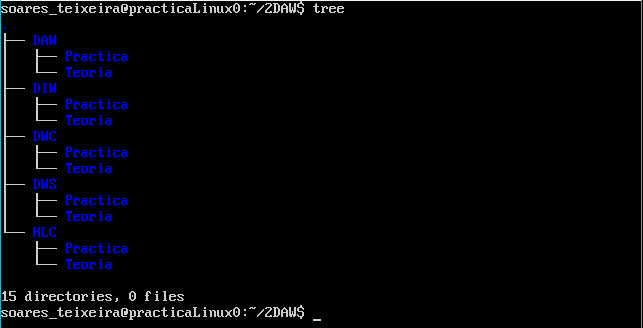 soares_teixeira@practicaLinux0:~/2DAW$ tree
.
├── DAW
│   ├── Practica
│   └── Teoria
├── DIW
│   ├── Practica
│   └── Teoria
├── DWC
│   ├── Practica
│   └── Teoria
├── DWS
│   ├── Practica
│   └── Teoria
└── HLC
    ├── Practica
    └── Teoria

15 directories, 0 files
soares_teixeira@practicaLinux0:~/2DAW$ _